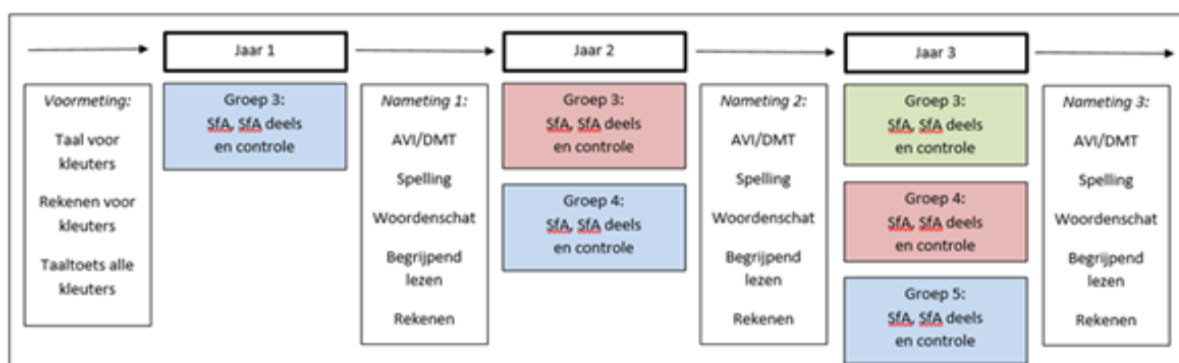 Jaar 1
Jaar 2
Jaar 3
Voormeting:
Taal voor
kleuters
Rekenen voor
kleuters
Taaltoets alle
kleuters
Groep 3:
SfA, SfA deels
en controle
Nameting 1:
AVI/DMT
Spelling
Woordenschat
Begrijpend
lezen
Rekenen
Groep 3:
SfA, SfA deels
en controle
Groep 4:
SfA, SfA deels
en controle
Nameting 2:
AVI/DMT
Spelling
Woordenschat
Begrijpend
lezen
Rekenen
Groep 3:
SfA, SfA deels
en controle
Groep 4:
SfA, SfA deels
en controle
Groep 5:
SfA, SfA deels
en controle
Nameting 3:
AVI/DMT
Spelling
Woordenschat
Begrijpend
lezen
Rekenen